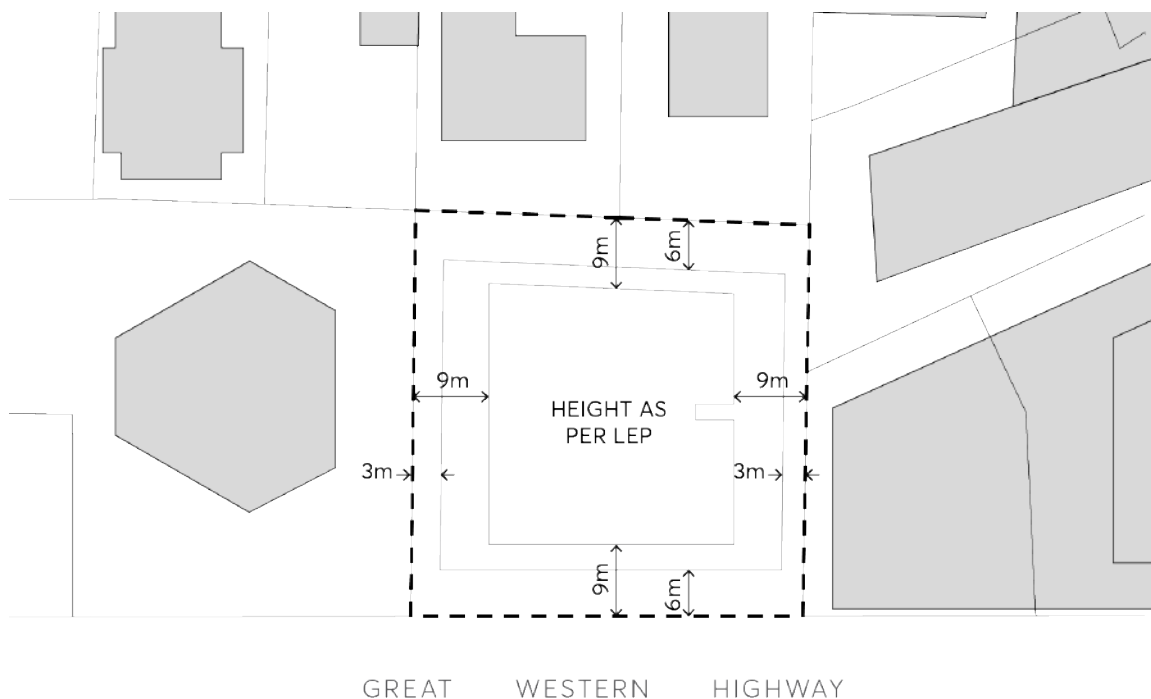 9m
6m
9m
9m
HEIGHT AS
PER LEP
3m
3m
9m
6m
GREAT WESTERN HIGHWAY